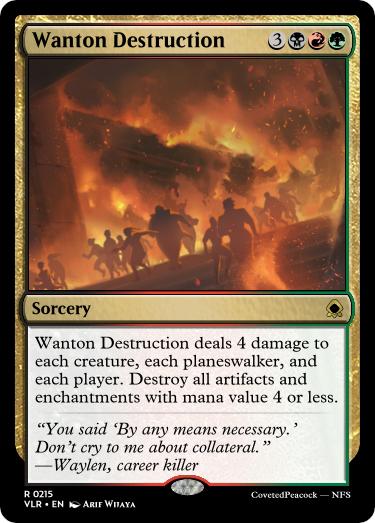 Wanton Destruction 3
Sorcery
Wanton Destruction deals 4 damage to
each creature, each planeswalker, and
each player. Destroy all artifacts and
enchantments with mana value 4 or less.
“You said ‘By any means necessary.’
Don’t cry to me about collateral.”
—Waylen, career killer
R 0215
VLR • EN Arif Wijaya
CovetedPeacock — NFS